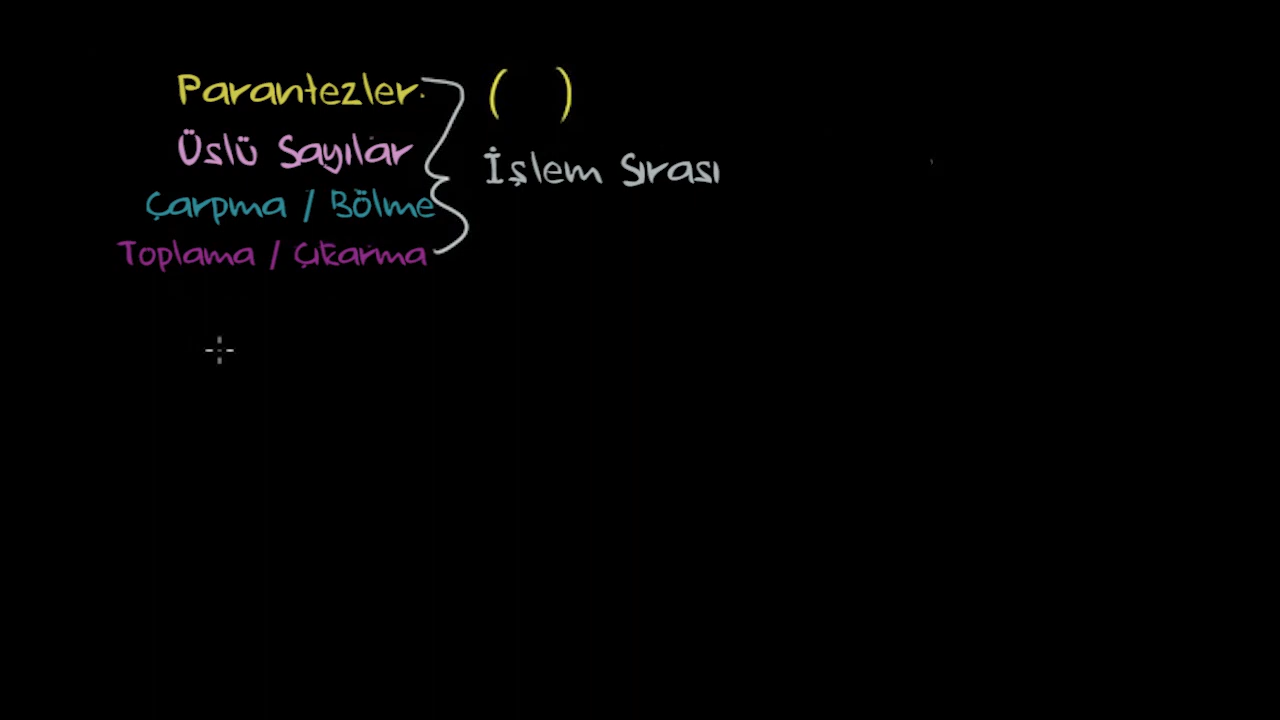 Parantezler ( )
Üslü Sayılar
İşlem Sırası
Çarpma / Bölme
Toplama / Çıkarma